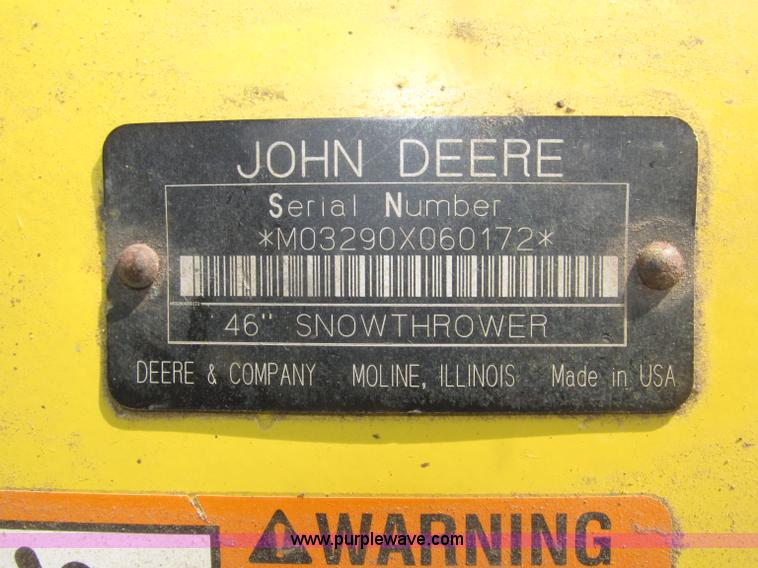 JOHN DEERE
Serial Number
*M03290X060172*
46" SNOWTHROWER
DEERE & COMPANY MOLINE, ILLINOIS Made in USA
WARNING
www.purplewave.com